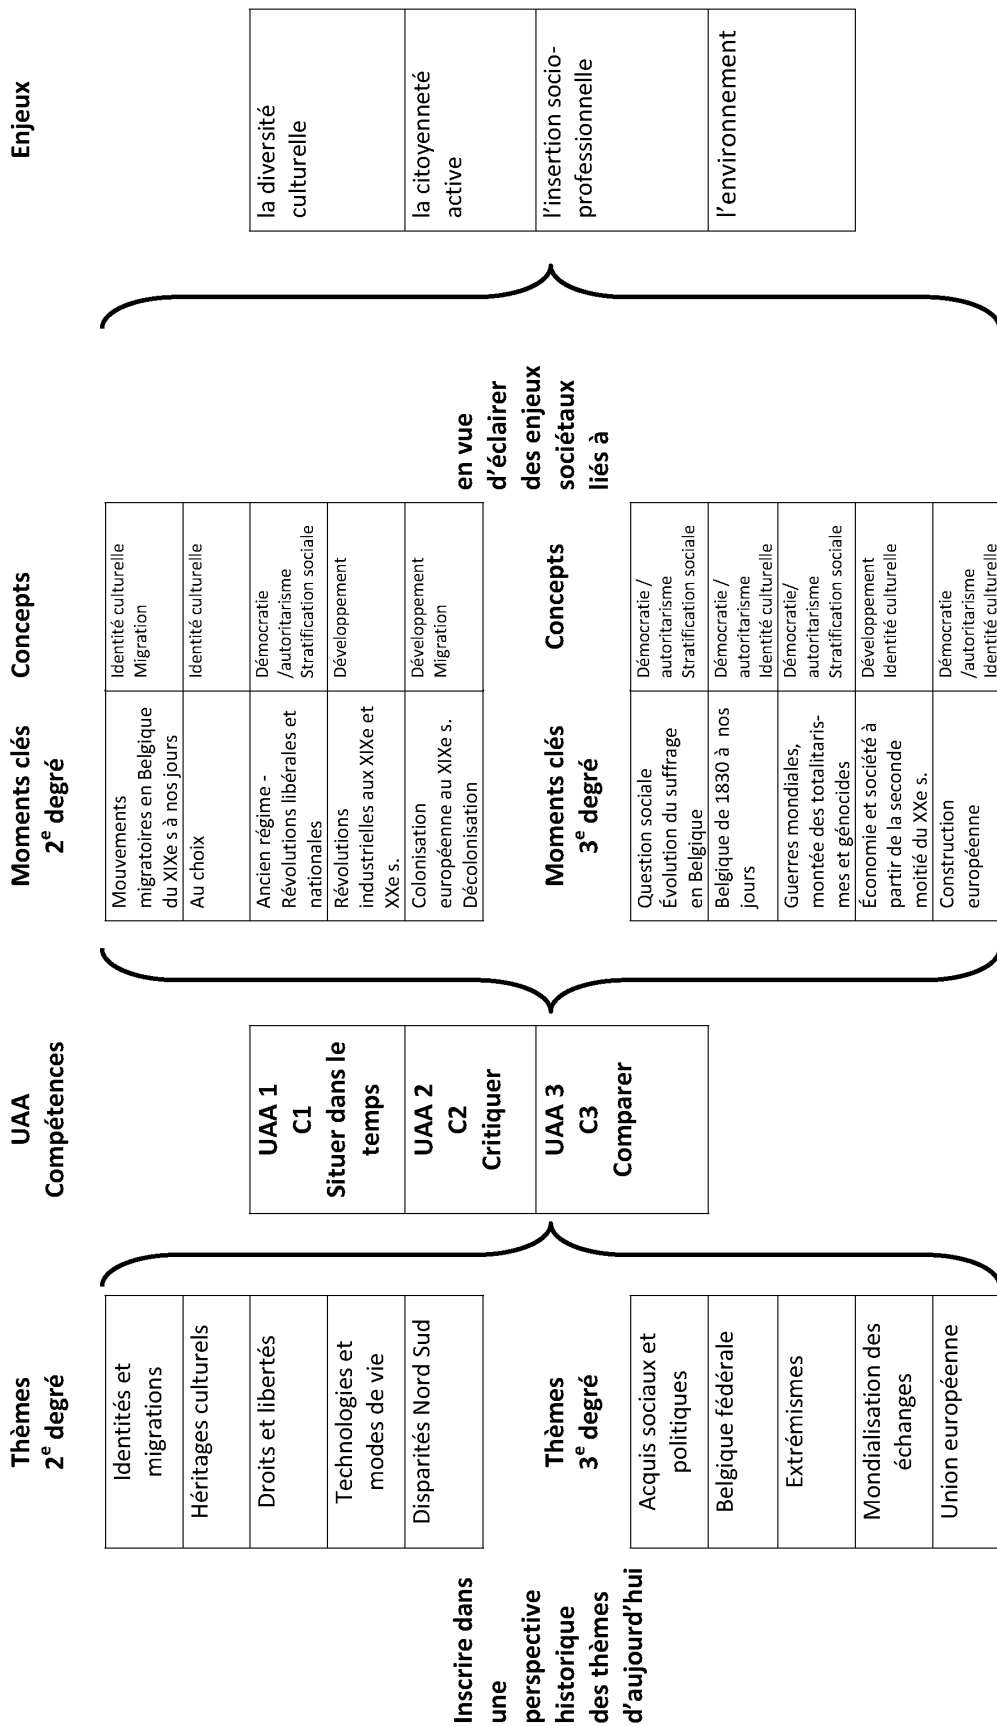 Inscrire dans
une
perspective
historique
des thèmes
d'aujourd'hui
Thèmes
2e degré
Identités et
migrations
Héritages culturels
Droits et libertés
Technologies et
modes de vie
Disparités Nord Sud
Thèmes
3e degré
Acquis sociaux et
politiques
Belgique fédérale
Extrémismes
Mondialisation des
échanges
Union européenne
UAA
Compétences
UAA 1
C1
Situer dans le
temps
UAA 2
C2
Critiquer
UAA 3
C3
Comparer
Moments clés
2e degré
Concepts
Mouvements
migratoires en Belgique
du XIXe s à nos jours
Identité culturelle
Migration
Au choix
Identité culturelle
Ancien régime -
Révolutions libérales et
nationales
Démocratie
/autoritarisme
Stratification sociale
Révolutions
industrielles aux XIXe et
XXe s.
Développement
Colonisation
européenne au XIXe s.
Décolonisation
Développement
Migration
Moments clés
3e degré
Concepts
Question sociale
Évolution du suffrage
en Belgique
Démocratie /
autoritarisme
Stratification sociale
Belgique de 1830 à nos
jours
Démocratie /
autoritarisme
Identité culturelle
Guerres mondiales,
montée des totalitaris-
mes et génocides
Démocratie/
autoritarisme
Stratification sociale
Économie et société à
partir de la seconde
moitié du XXe s.
Développement
Identité culturelle
Construction
européenne
Démocratie
/autoritarisme
Identité culturelle
en vue
d'éclairer
des enjeux
sociétaux
liés à
Enjeux
la diversité
culturelle
la citoyenneté
active
l'insertion socio-
professionnelle
l'environnement